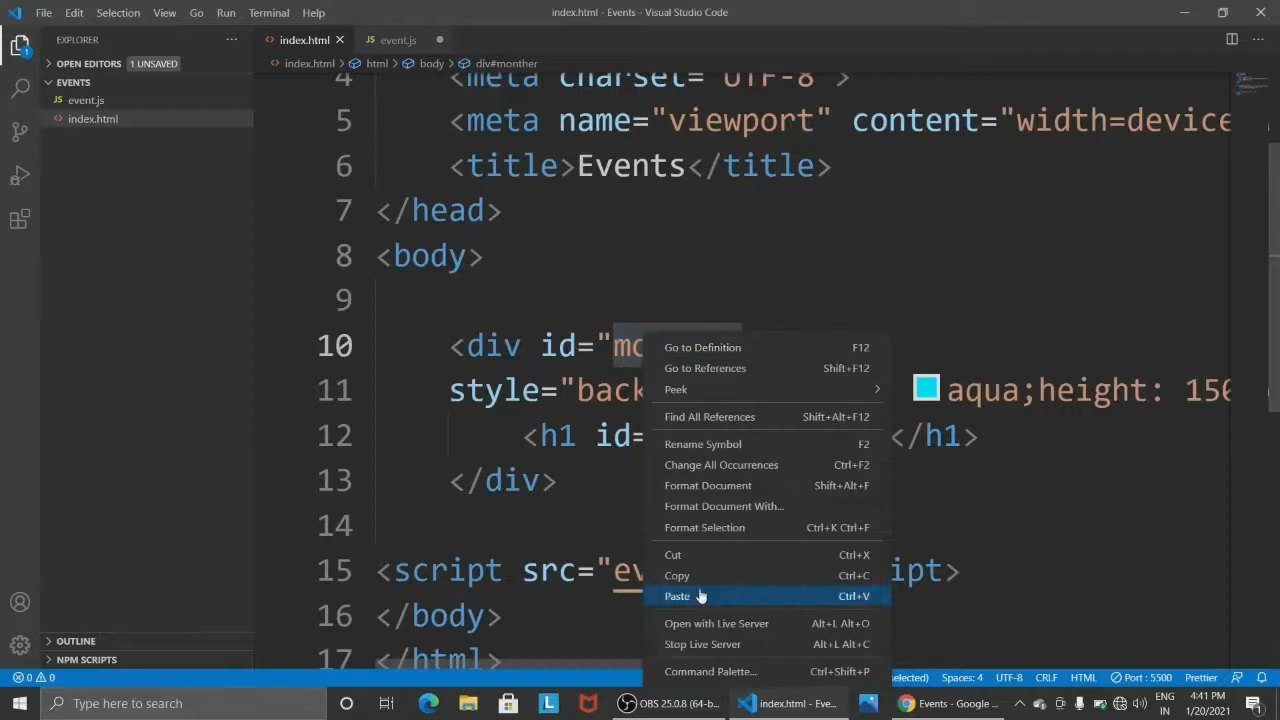 File Edit Selection View Go Run Terminal Help index.html - Events - Visual Studio Code
EXPLORER
index.html
JS event.js
OPEN EDITORS 1 UNSAVED
index.html html body div#monther
EVENTS
JS event.js
index.html
1
4 <meta charset="UTF-8">
5 <meta name="viewport" content="width=device
6 <title>Events</title>
7 </head>
8 <body>
9
10 <div id="mo
11 style="back aqua;height: 150
12 <h1 id= </h1>
13 </div>
14
15 <script src="ev ipt>
16 </body>
17 </html>
Go to Definition F12
Go to References Shift+F12
Peek
Find All References Shift+Alt+F12
Rename Symbol F2
Change All Occurrences Ctrl+F2
Format Document Shift+Alt+F
Format Document With...
Format Selection Ctrl+K Ctrl+F
Cut Ctrl+X
Copy Ctrl+C
Paste Ctrl+V
Open with Live Server Alt+L Alt+O
Stop Live Server Alt+L Alt+C
Command Palette... Ctrl+Shift+P
OUTLINE
NPM SCRIPTS
0 0 selected) Spaces: 4 UTF-8 CRLF HTML Port : 5500 Prettier
Type here to search
L
OBS 25.0.8 (64-b...
index.html - Eve...
Events - Google ...
ENG
IN
4:41 PM
1/20/2021
1